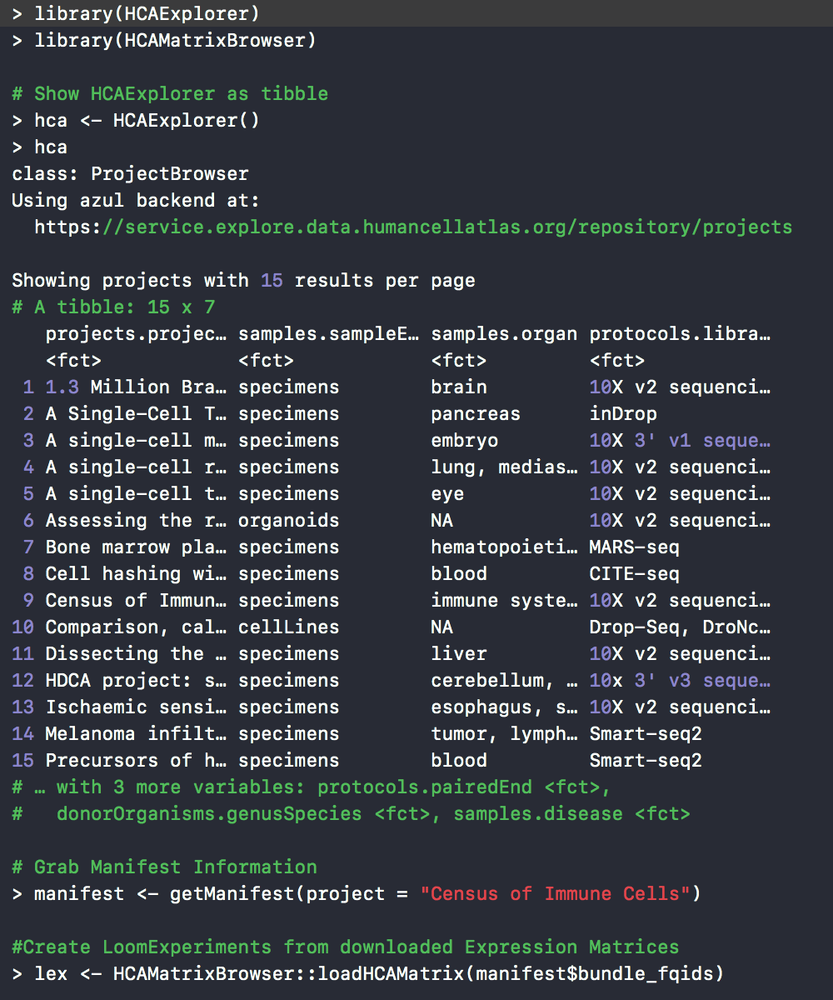 > library(HCAExplorer)
> library(HCAMatrixBrowser)
# Show HCAExplorer as tibble
> hca <- HCAExplorer()
> hca
class: ProjectBrowser
Using azul backend at:
  https://service.explore.data.humancellatlas.org/repository/projects
Showing projects with 15 results per page
# A tibble: 15 x 7
   projects.projec… samples.sampleE… samples.organ protocols.libra…
   <fct>            <fct>            <fct>         <fct>
 1 1.3 Million Bra… specimens        brain         10X v2 sequenci…
 2 A Single-Cell T… specimens        pancreas      inDrop
 3 A single-cell m… specimens        embryo        10X 3' v1 seque…
 4 A single-cell r… specimens        lung, medias… 10X v2 sequenci…
 5 A single-cell t… specimens        eye           10X v2 sequenci…
 6 Assessing the r… organoids        NA            10X v2 sequenci…
 7 Bone marrow pla… specimens        hematopoieti… MARS-seq
 8 Cell hashing wi… specimens        blood         CITE-seq
 9 Census of Immun… specimens        immune syste… 10X v2 sequenci…
10 Comparison, cal… cellLines        NA            Drop-Seq, DroNc…
11 Dissecting the … specimens        liver         10X v2 sequenci…
12 HDCA project: s… specimens        cerebellum, … 10x 3' v3 seque…
13 Ischaemic sensi… specimens        esophagus, s… 10X v2 sequenci…
14 Melanoma infilt… specimens        tumor, lymph… Smart-seq2
15 Precursors of h… specimens        blood         Smart-seq2
# … with 3 more variables: protocols.pairedEnd <fct>,
#   donorOrganisms.genusSpecies <fct>, samples.disease <fct>
# Grab Manifest Information
> manifest <- getManifest(project = "Census of Immune Cells")
#Create LoomExperiments from downloaded Expression Matrices
> lex <- HCAMatrixBrowser::loadHCAMatrix(manifest$bundle_fqids)